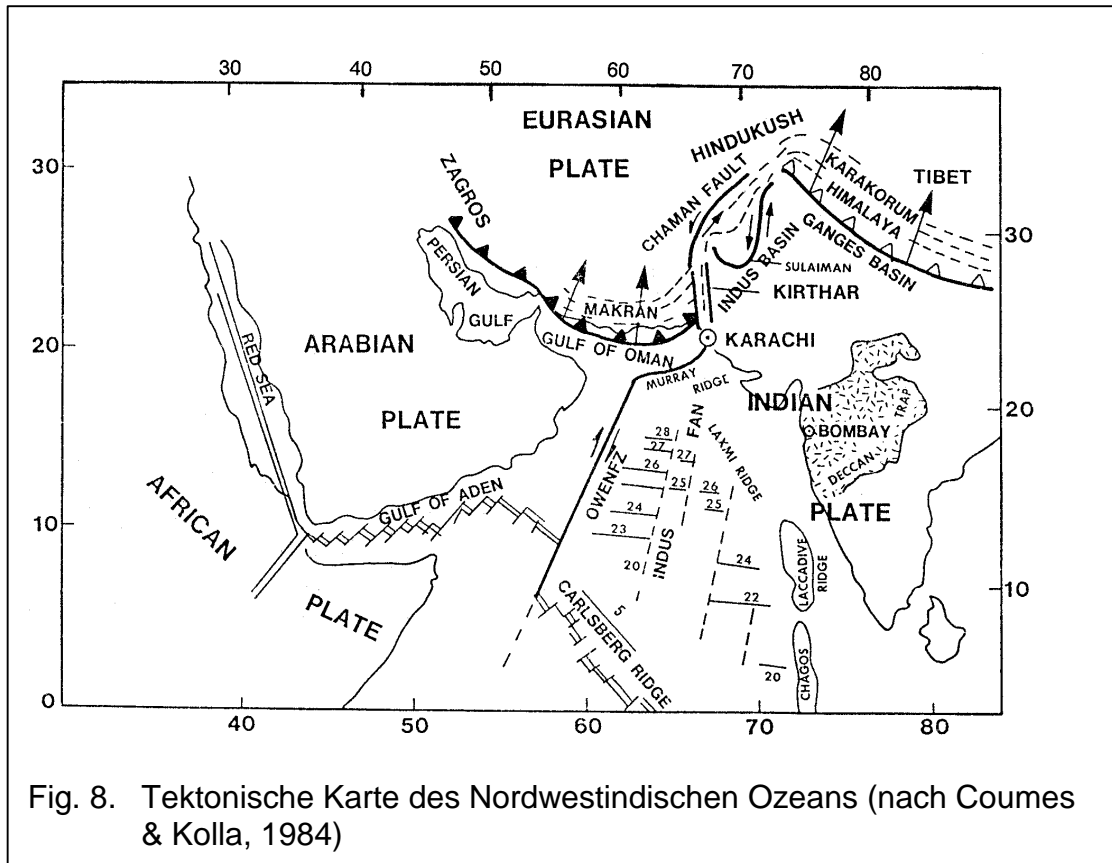 30 40 50 60 70 80
EURASIAN
PLATE
HINDUKUSH
30
ZAGROS
CHAMAN FAULT
KARAKORUM
TIBET
HIMALAYA
30
GANGES BASIN
PERSIAN
GULF
INDUS BASIN
SULAIMAN
KIRTHAR
MAKRAN
20
ARABIAN
GULF OF OMAN
KARACHI
RED SEA
MURRAY
RIDGE
INDIAN
20
PLATE
TRAP
BOMBAY
DECCAN
28
27
27
FAN
LAXMI RIDGE
26
25
26
25
OWEN FZ
24
23
AFRICAN
GULF OF ADEN
PLATE
10
INDUS
20
24
LACCADIVE
RIDGE
10
PLATE
22
5
CARLSBERG RIDGE
20
CHAGOS
0
40 50 60 70 80
Fig. 8. Tektonische Karte des Nordwestindischen Ozeans (nach Coumes
& Kolla, 1984)